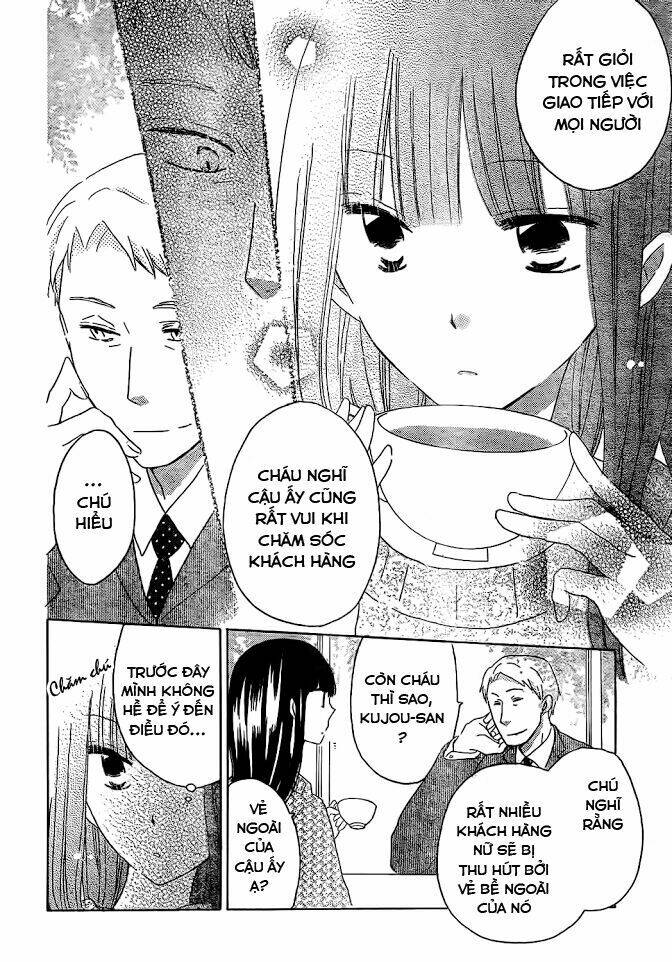 RẤT GIỎI
TRONG VIỆC
GIAO TIẾP VỚI
MỌI NGƯỜI
CHÁU NGHĨ
CẬU ẤY CŨNG
RẤT VUI KHI
CHĂM SÓC
KHÁCH HÀNG
...
CHÚ
HIỂU
CÒN CHÁU
THÌ SAO,
KUJOU-SAN
?
CHÚ
NGHĨ
RẰNG
RẤT NHIỀU
KHÁCH HÀNG
NỮ SẼ BỊ
THU HÚT BỞI
VẺ BỀ NGOÀI
CỦA NÓ
VẺ
NGOÀI
CỦA
CẬU ẤY
Ạ?
TRƯỚC ĐÂY
MÌNH KHÔNG
HỀ ĐỂ Ý ĐẾN
ĐIỀU ĐÓ...
Chăm chú